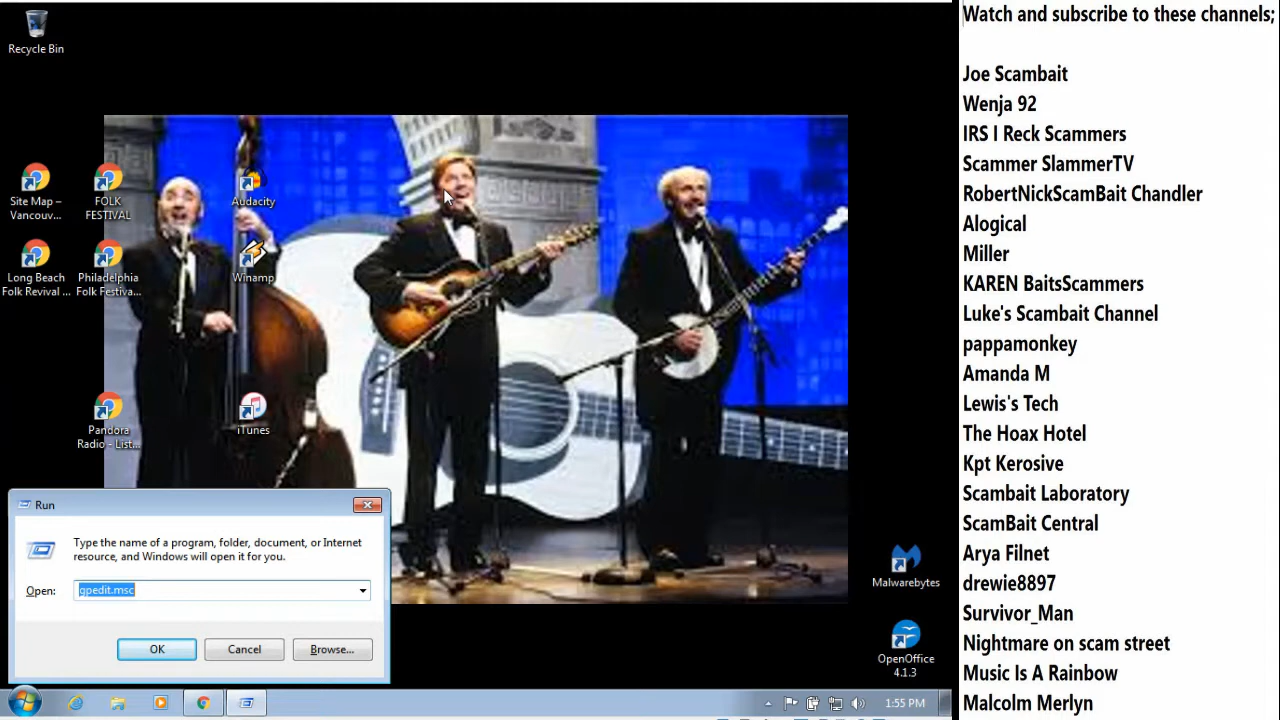 Recycle Bin
Site Map –
Vancouv...
FOLK
FESTIVAL
Audacity
Long Beach
Folk Revival ...
Philadelphia
Folk Festiva...
Winamp
Pandora
Radio - List...
iTunes
Run
Type the name of a program, folder, document, or Internet
resource, and Windows will open it for you.
Open: gpedit.msc
OK Cancel Browse...
Malwarebytes
OpenOffice
4.1.3
1:55 PM
Watch and subscribe to these channels;
Joe Scambait
Wenja 92
IRS I Reck Scammers
Scammer SlammerTV
RobertNickScamBait Chandler
Alogical
Miller
KAREN BaitsScammers
Luke's Scambait Channel
pappamonkey
Amanda M
Lewis's Tech
The Hoax Hotel
Kpt Kerosive
Scambait Laboratory
ScamBait Central
Arya Filnet
drewie8897
Survivor_Man
Nightmare on scam street
Music Is A Rainbow
Malcolm Merlyn